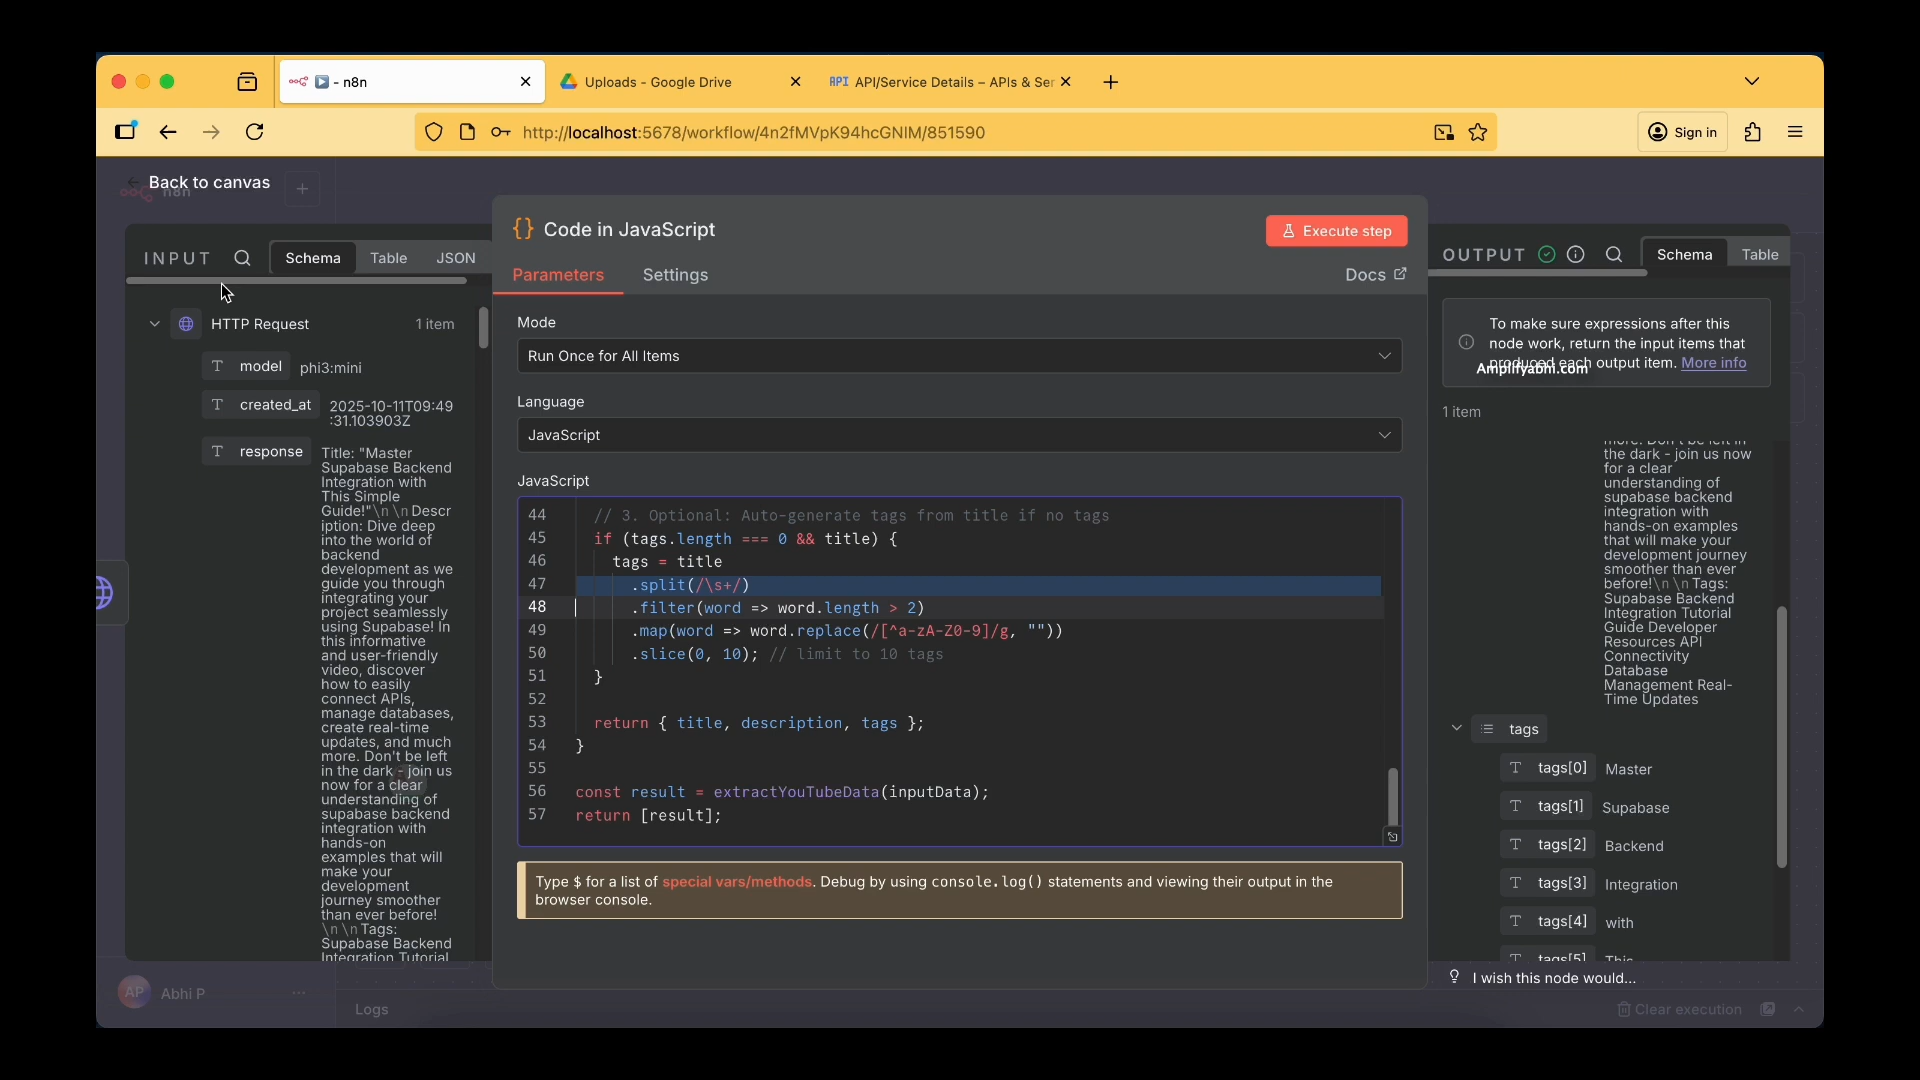 - n8n
Uploads - Google Drive
API API/Service Details – APIs & Ser
http://localhost:5678/workflow/4n2fMVpK94hcGNIM/851590
Sign in
Back to canvas
n8n
INPUT
Schema
Table
JSON
HTTP Request
1 item
T model phi3:mini
T created_at 2025-10-11T09:49
:31.103903Z
T response Title: "Master
Supabase Backend
Integration with
This Simple
Guide!"\n\nDescr
iption: Dive deep
into the world of
backend
development as we
guide you through
integrating your
project seamlessly
using Supabase! In
this informative
and user-friendly
video, discover
how to easily
connect APIs,
manage databases,
create real-time
updates, and much
more. Don't be left
in the dark - join us
now for a clear
understanding of
supabase backend
integration with
hands-on
examples that will
make your
development
journey smoother
than ever before!
\n\nTags:
Supabase Backend
Integration Tutorial
AP Abhi P
Code in JavaScript
Execute step
Parameters
Settings
Docs
Mode
Run Once for All Items
Language
JavaScript
JavaScript
44 // 3. Optional: Auto-generate tags from title if no tags
45 if (tags.length === 0 && title) {
46 tags = title
47 .split(/\s+/)
48 .filter(word => word.length > 2)
49 .map(word => word.replace(/[^a-zA-Z0-9]/g, ""))
50 .slice(0, 10); // limit to 10 tags
51 }
52
53 return { title, description, tags };
54 }
55
56 const result = extractYouTubeData(inputData);
57 return [result];
Type $ for a list of special vars/methods. Debug by using console.log() statements and viewing their output in the
browser console.
Logs
OUTPUT
Schema
Table
To make sure expressions after this
node work, return the input items that
produced each output item. More info
Amplifyabhi.com
1 item
more. Don't be left in
the dark - join us now
for a clear
understanding of
supabase backend
integration with
hands-on examples
that will make your
development journey
smoother than ever
before!\n\nTags:
Supabase Backend
Integration Tutorial
Guide Developer
Resources API
Connectivity
Database
Management Real-
Time Updates
tags
T tags[0] Master
T tags[1] Supabase
T tags[2] Backend
T tags[3] Integration
T tags[4] with
T tags[5] This
I wish this node would...
Clear execution